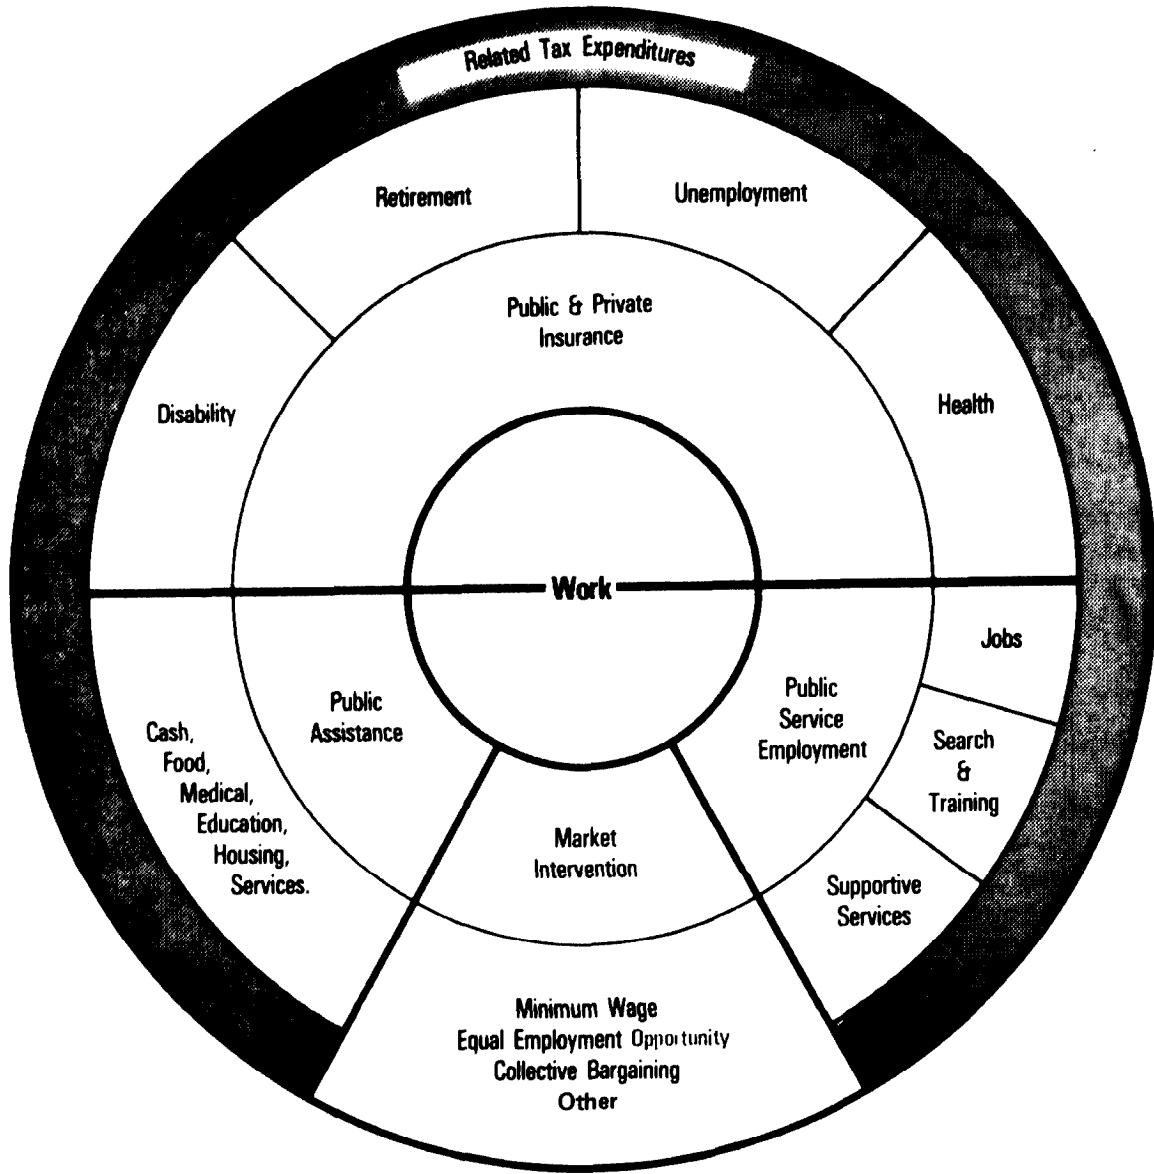 Related Tax Expenditures
Retirement
Unemployment
Public & Private
Insurance
Disability
Health
Work
Jobs
Public
Assistance
Public
Service
Employment
Cash,
Food,
Medical,
Education,
Housing,
Services.
Search
&
Training
Market
Intervention
Supportive
Services
Minimum Wage
Equal Employment Opportunity
Collective Bargaining
Other